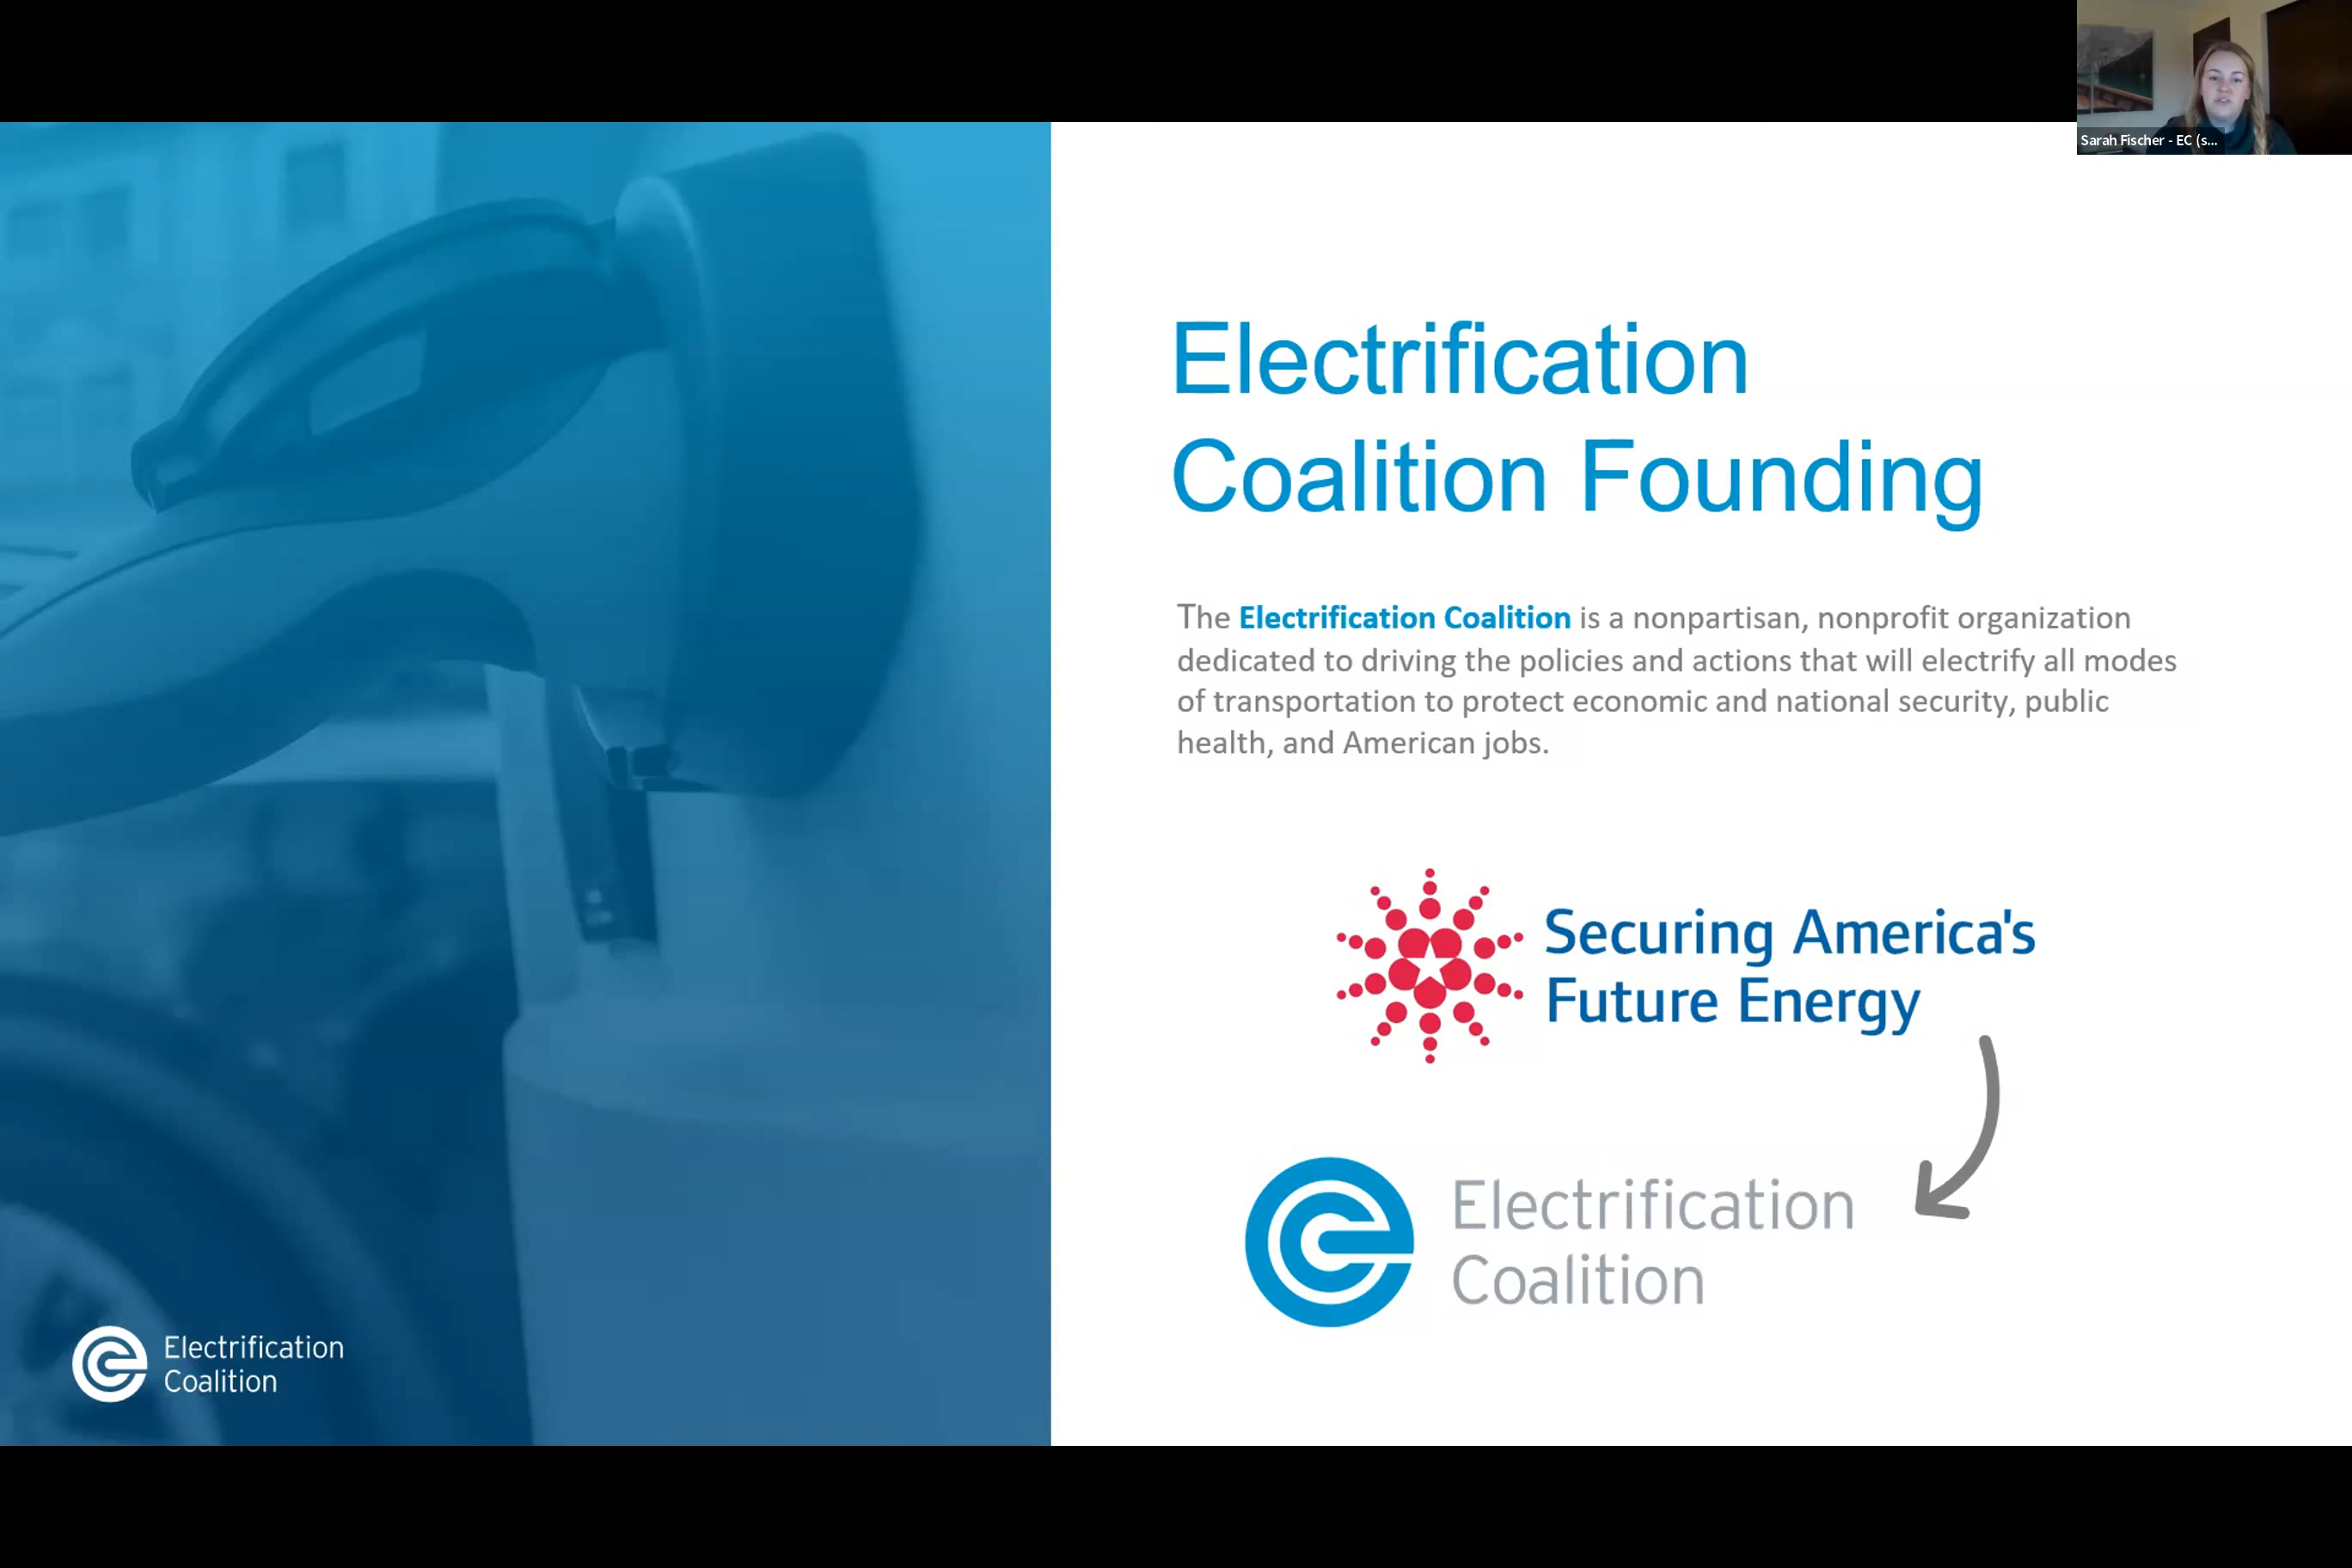 Sarah Fischer - EC (s...
Electrification
Coalition Founding
The Electrification Coalition is a nonpartisan, nonprofit organization
dedicated to driving the policies and actions that will electrify all modes
of transportation to protect economic and national security, public
health, and American jobs.
Securing America's
Future Energy
Electrification
Coalition
Electrification
Coalition